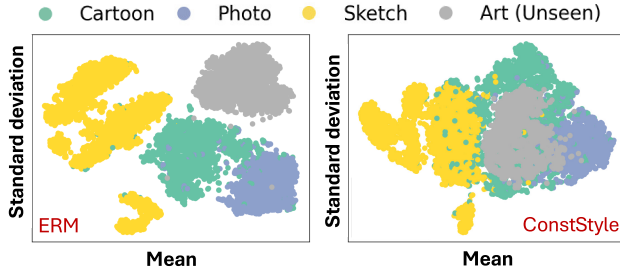 Cartoon Photo Sketch Art (Unseen)
Standard deviation
ERM
Mean
Standard deviation
ConstStyle
Mean